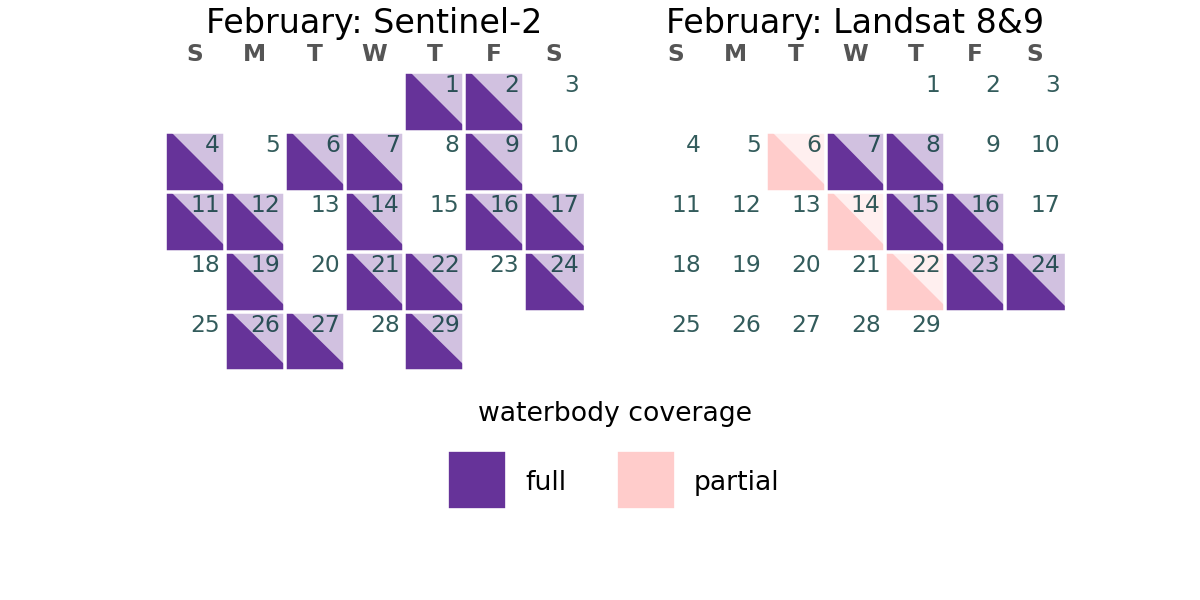 February: Sentinel-2
S M T W T F S
1 2 3
4 5 6 7 8 9 10
11 12 13 14 15 16 17
18 19 20 21 22 23 24
25 26 27 28 29
February: Landsat 8&9
S M T W T F S
1 2 3
4 5 6 7 8 9 10
11 12 13 14 15 16 17
18 19 20 21 22 23 24
25 26 27 28 29
waterbody coverage
full partial